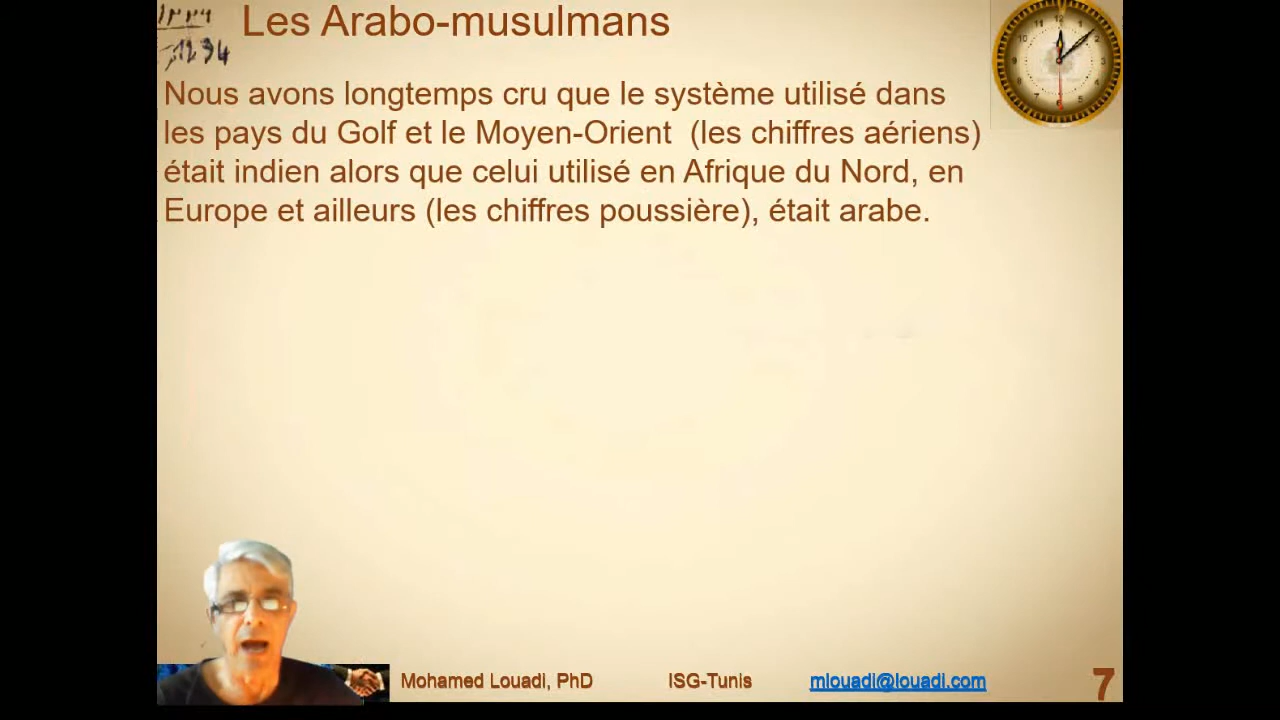 Les Arabo-musulmans
١٢٣٤
1234
Nous avons longtemps cru que le système utilisé dans
les pays du Golf et le Moyen-Orient (les chiffres aériens)
était indien alors que celui utilisé en Afrique du Nord, en
Europe et ailleurs (les chiffres poussière), était arabe.
Mohamed Louadi, PhD ISG-Tunis mlouadi@louadi.com 7